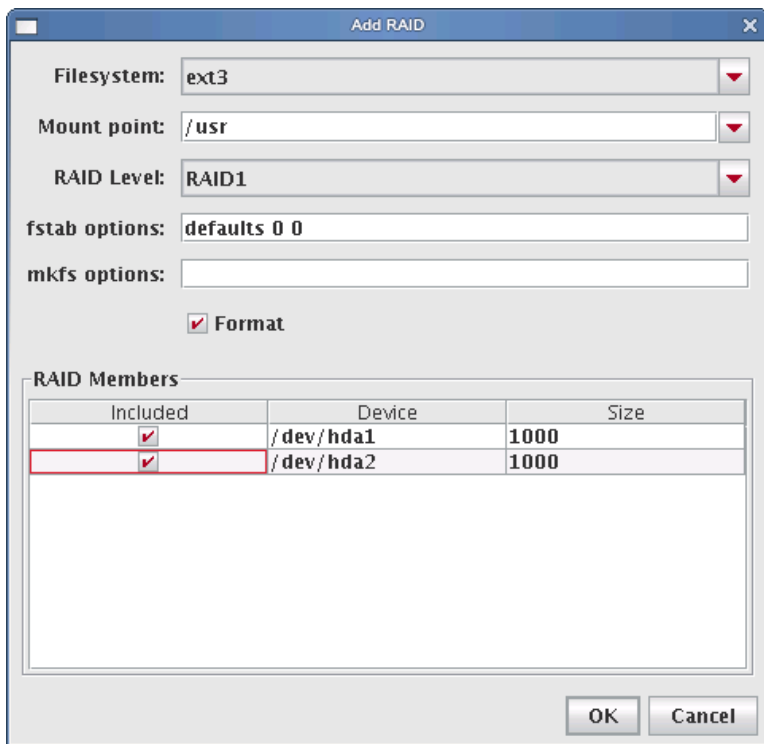 Add RAID
Filesystem: ext3
Mount point: /usr
RAID Level: RAID1
fstab options: defaults 0 0
mkfs options:
Format
RAID Members
Included Device Size
/dev/hda1 1000
/dev/hda2 1000
OK Cancel